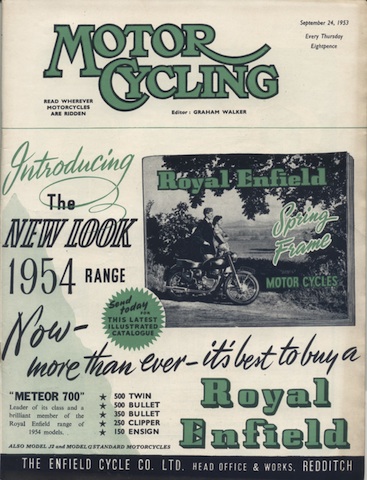 MOTOR
CYCLING
September 24, 1953
Every Thursday
Eightpence
READ WHEREVER
MOTORCYCLES
ARE RIDDEN
Editor : GRAHAM WALKER
Introducing
The
NEW LOOK
1954 RANGE
Royal Enfield
Spring-
Frame
MOTOR CYCLES
Send
today
FOR
THIS LATEST
ILLUSTRATED
CATALOGUE
Now-
more than ever-it's best to buy a
Royal
Enfield
"METEOR 700"
Leader of its class and a
brilliant member of the
Royal Enfield range of
1954 models.
★ 500 TWIN
★ 500 BULLET
★ 350 BULLET
★ 250 CLIPPER
★ 150 ENSIGN
ALSO MODEL J2 and MODEL G STANDARD MOTORCYCLES
THE ENFIELD CYCLE CO. LTD. HEAD OFFICE & WORKS, REDDITCH